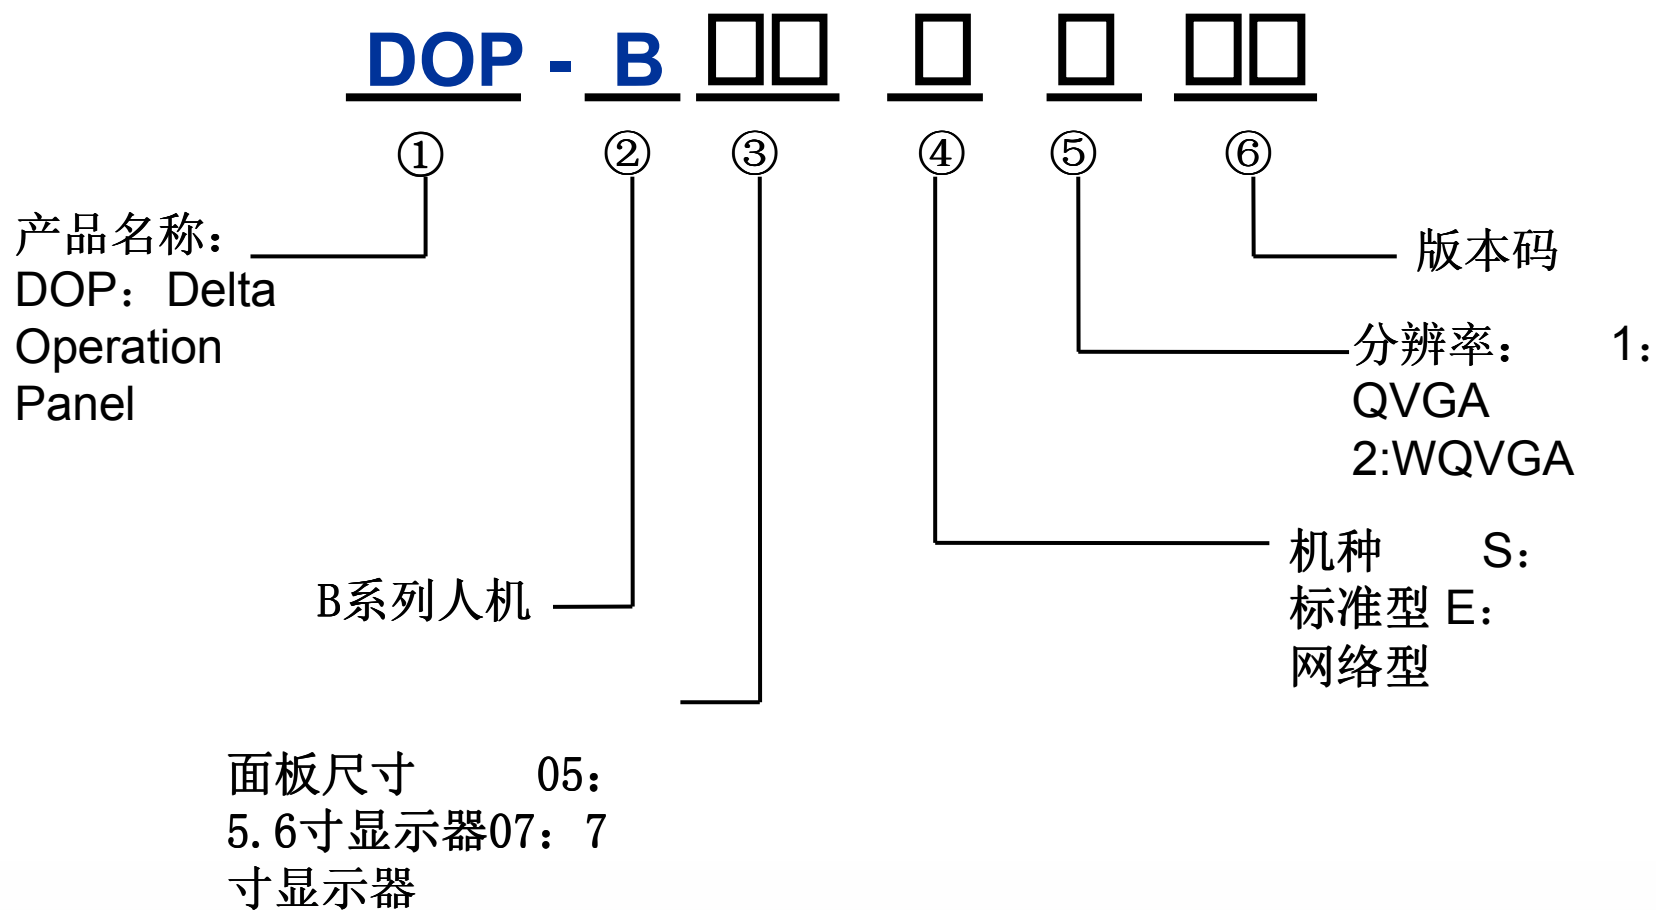 DOP - B □□ □ □ □□
① ② ③ ④ ⑤ ⑥
产品名称：
DOP：Delta
Operation
Panel
版本码
分辨率： 1：
QVGA
2:WQVGA
机种 S：
标准型 E：
网络型
B系列人机
面板尺寸 05：
5.6寸显示器07：7
寸显示器